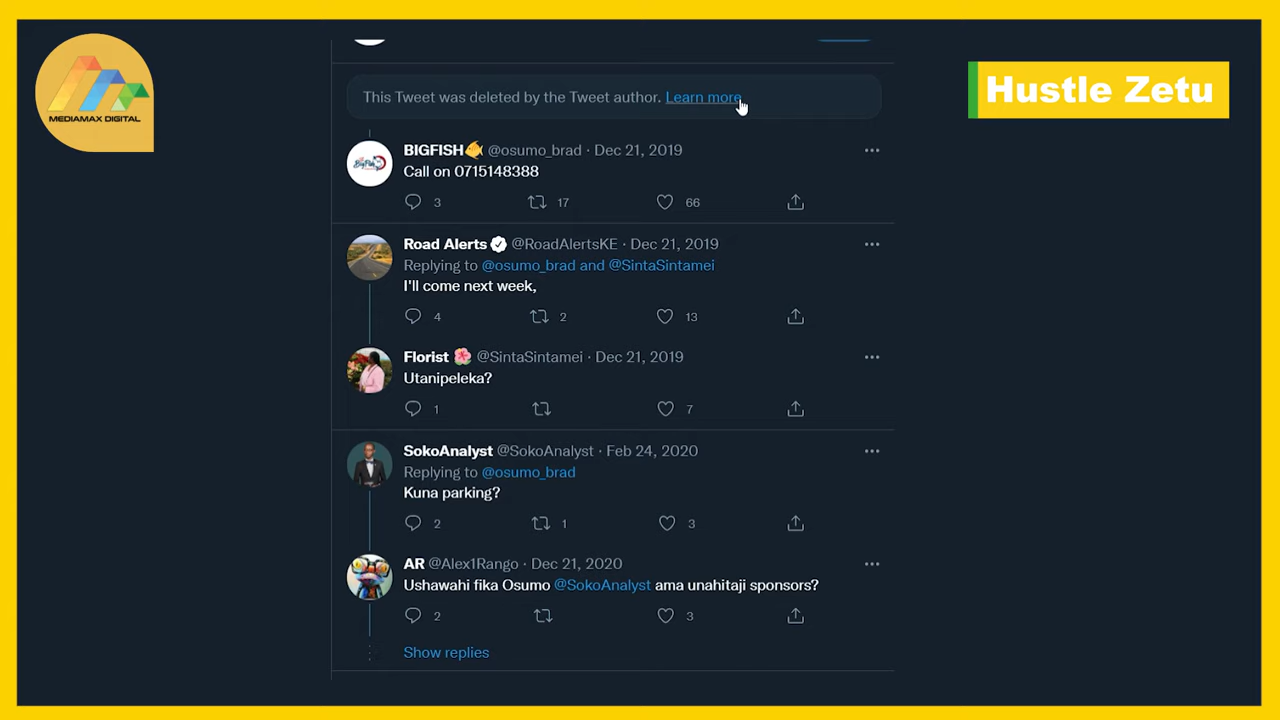 MEDIAMAX DIGITAL
Hustle Zetu
This Tweet was deleted by the Tweet author. Learn more
BIGFISH🐠 @osumo_brad · Dec 21, 2019
Call on 0715148388
3 17 66
Road Alerts @RoadAlertsKE · Dec 21, 2019
Replying to @osumo_brad and @SintaSintamei
I'll come next week,
4 2 13
Florist 🌺 @SintaSintamei · Dec 21, 2019
Utanipeleka?
1 7
SokoAnalyst @SokoAnalyst · Feb 24, 2020
Replying to @osumo_brad
Kuna parking?
2 1 3
AR @Alex1Rango · Dec 21, 2020
Ushawahi fika Osumo @SokoAnalyst ama unahitaji sponsors?
2 3
Show replies